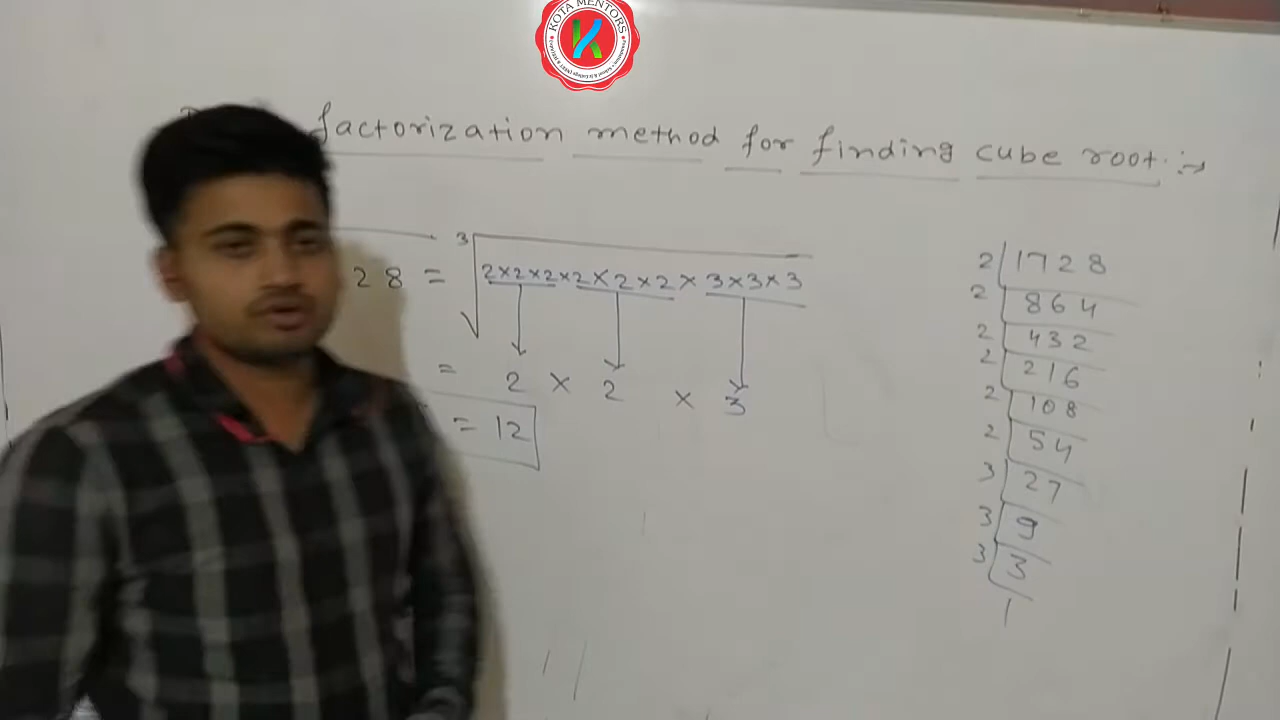 KOTA MENTORS
factorization method for finding cube root :→
28 = ∛2×2×2×2×2×2×3×3×3
= 2 × 2 × 3
= 12
2 | 1728
2 | 864
2 | 432
2 | 216
2 | 108
2 | 54
3 | 27
3 | 9
3 | 3
1